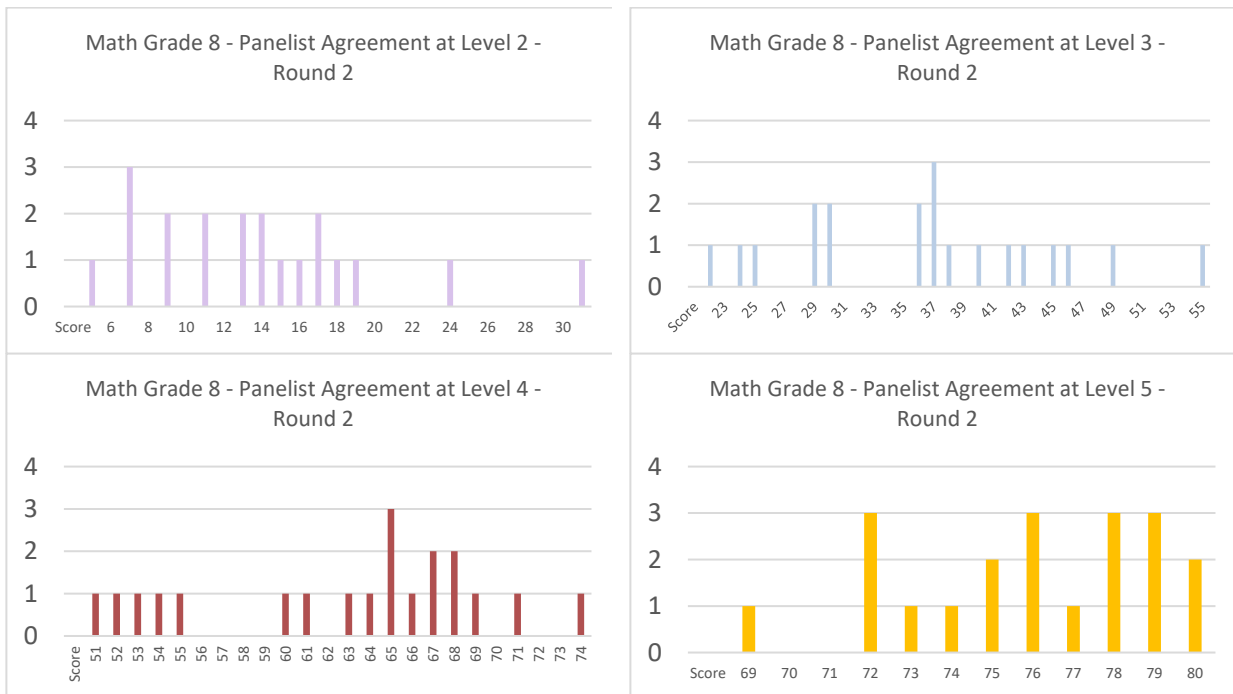 Math Grade 8 - Panelist Agreement at Level 2 -
Round 2
4
3
2
1
0
Score 6 8 10 12 14 16 18 20 22 24 26 28 30
Math Grade 8 - Panelist Agreement at Level 3 -
Round 2
4
3
2
1
0
Score 23 25 27 29 31 33 35 37 39 41 43 45 47 49 51 53 55
Math Grade 8 - Panelist Agreement at Level 4 -
Round 2
4
3
2
1
0
Score 51 52 53 54 55 56 57 58 59 60 61 62 63 64 65 66 67 68 69 70 71 72 73 74
Math Grade 8 - Panelist Agreement at Level 5 -
Round 2
4
3
2
1
0
Score 69 70 71 72 73 74 75 76 77 78 79 80